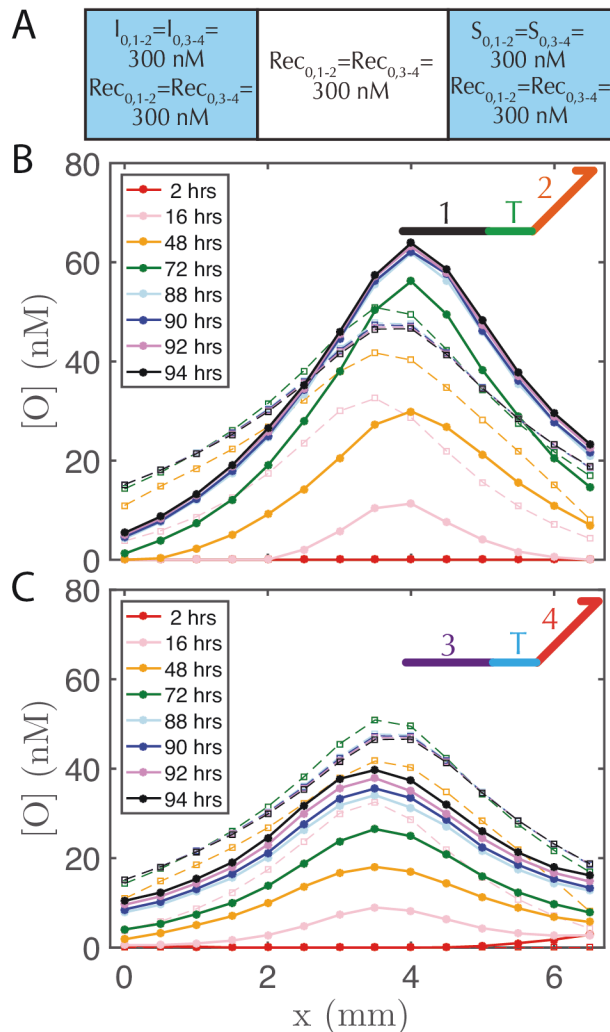 A
I0,1-2=I0,3-4=
300 nM
Rec0,1-2=Rec0,3-4=
300 nM
Rec0,1-2=Rec0,3-4=
300 nM
S0,1-2=S0,3-4=
300 nM
Rec0,1-2=Rec0,3-4=
300 nM
B
80
60
40
20
0
[O] (nM)
2 hrs
16 hrs
48 hrs
72 hrs
88 hrs
90 hrs
92 hrs
94 hrs
1 T 2
C
80
60
40
20
0
[O] (nM)
2 hrs
16 hrs
48 hrs
72 hrs
88 hrs
90 hrs
92 hrs
94 hrs
3 T 4
0 2 4 6
x (mm)